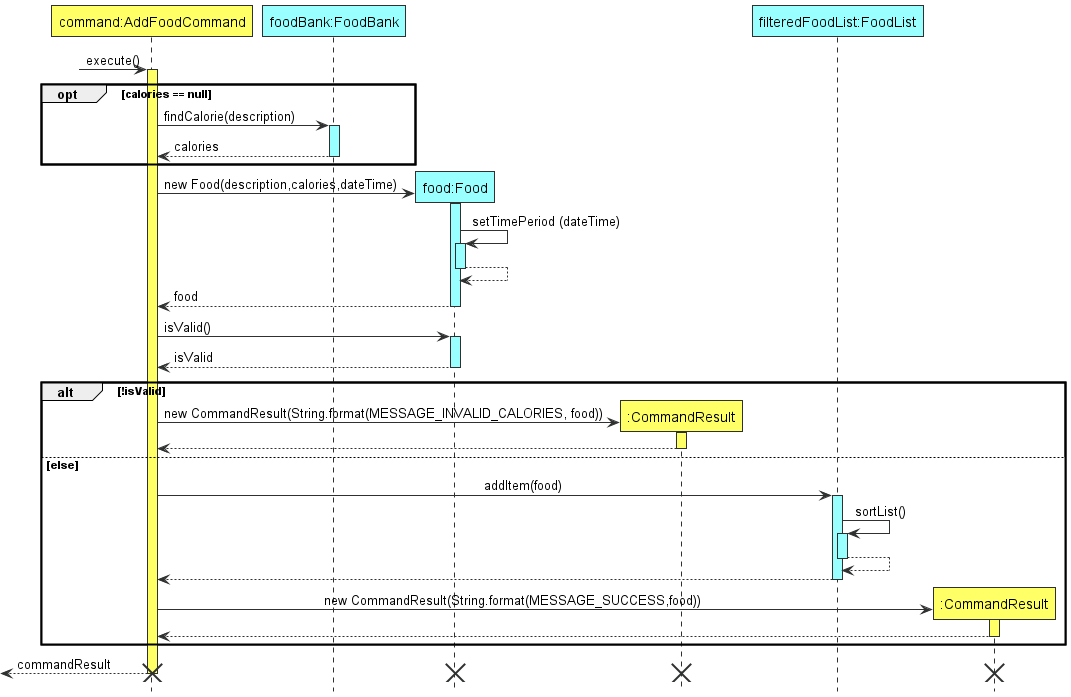 command:AddFoodCommand
foodBank:FoodBank
filteredFoodList:FoodList
execute()
opt
[calories == null]
findCalorie(description)
calories
new Food(description,calories,dateTime)
food:Food
setTimePeriod (dateTime)
food
isValid()
isValid
alt
[!isValid]
new CommandResult(String.format(MESSAGE_INVALID_CALORIES, food))
:CommandResult
[else]
addItem(food)
sortList()
new CommandResult(String.format(MESSAGE_SUCCESS,food))
:CommandResult
commandResult